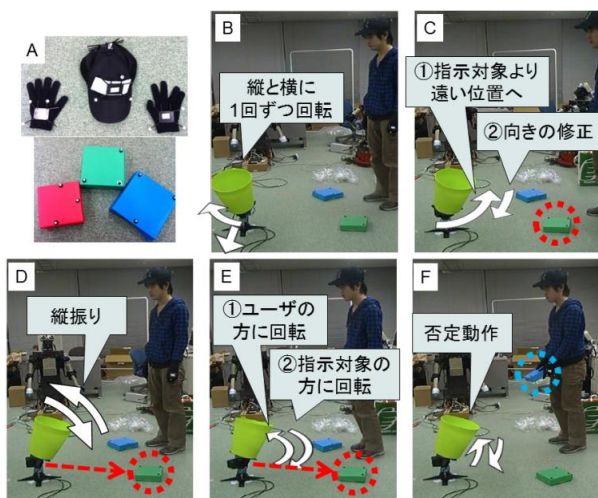 A
B
縦と横に
1回ずつ回転
C
①指示対象より
遠い位置へ
②向きの修正
D
縦振り
E
①ユーザの
方に回転
②指示対象の
方に回転
F
否定動作